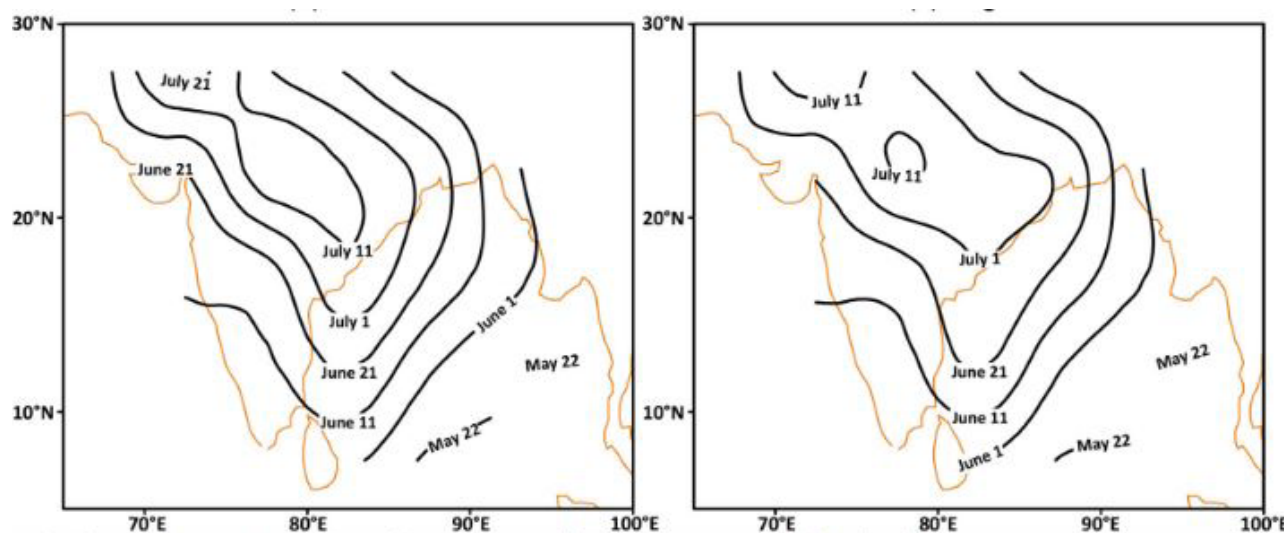 30°N
July 21
June 21
20°N
July 11
July 1
June 1
June 21
May 22
10°N
June 11
May 22
70°E
80°E
90°E
100°E
30°N
July 11
July 11
20°N
July 1
May 22
June 21
10°N
June 11
May 22
June 1
70°E
80°E
90°E
100°E